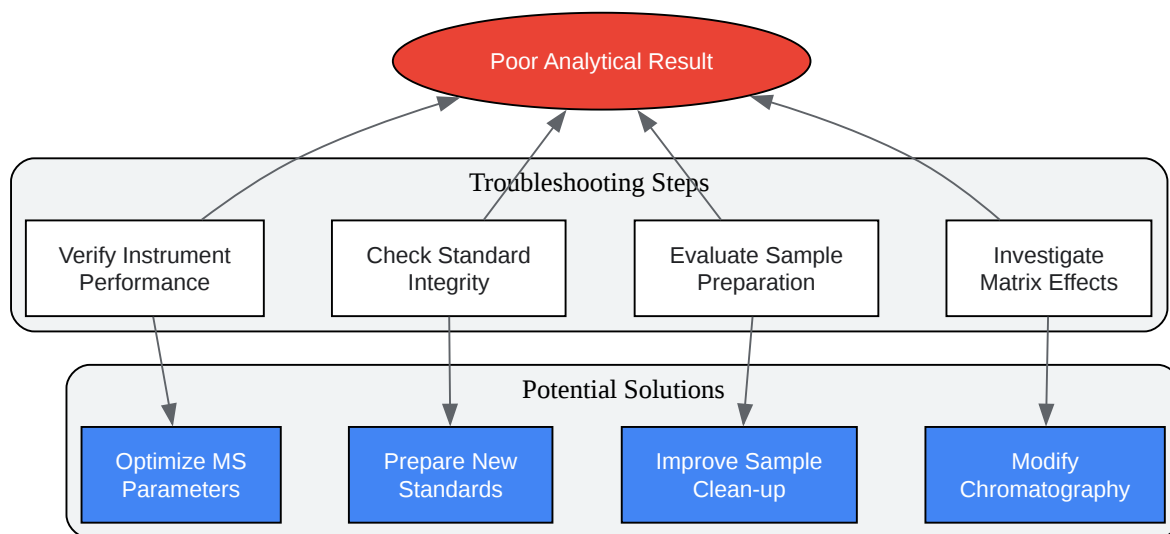 Poor Analytical Result
Troubleshooting Steps
Verify Instrument
Performance
Check Standard
Integrity
Evaluate Sample
Preparation
Investigate
Matrix Effects
Potential Solutions
Optimize MS
Parameters
Prepare New
Standards
Improve Sample
Clean-up
Modify
Chromatography